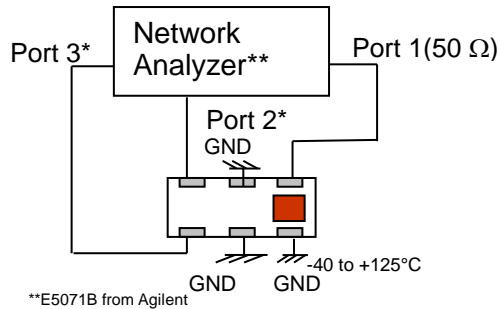 Network
Analyzer**
Port 3*
Port 1(50 Ω)
Port 2*
GND
-40 to +125°C
GND
GND
**E5071B from Agilent